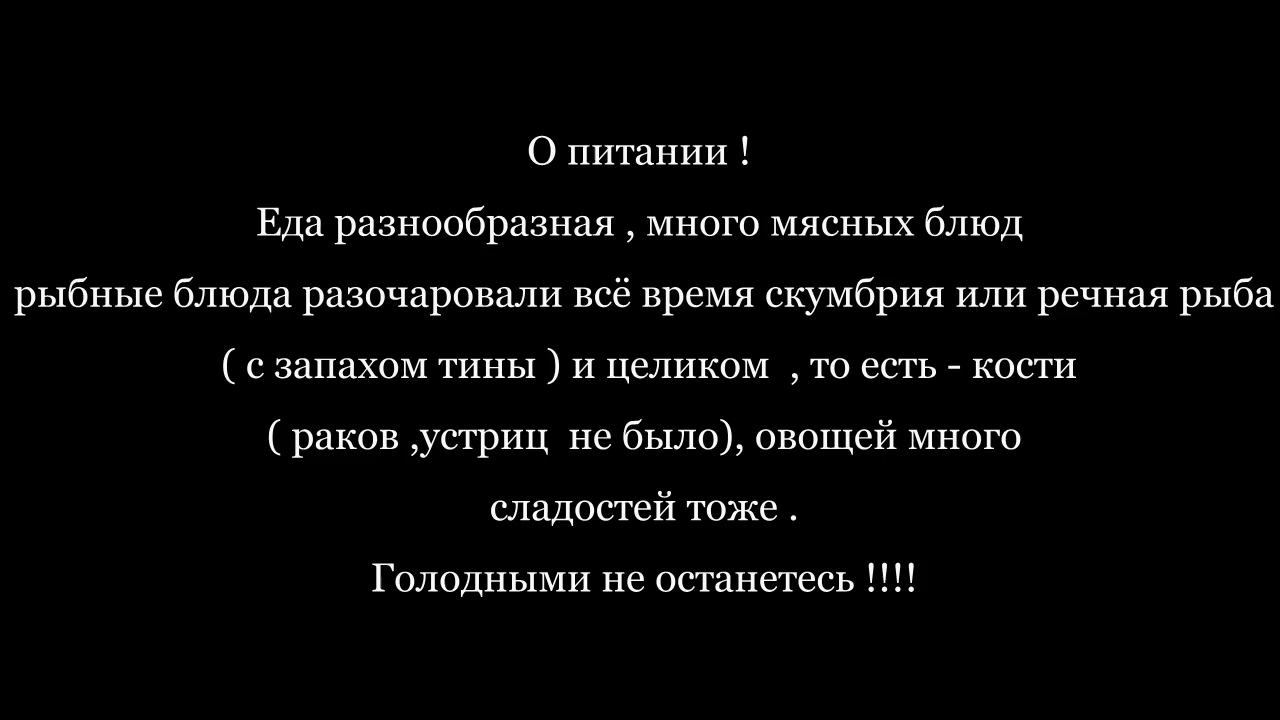 О питании !
Еда разнообразная , много мясных блюд
рыбные блюда разочаровали всё время скумбрия или речная рыба
( с запахом тины ) и целиком  , то есть - кости
( раков ,устриц  не было), овощей много
сладостей тоже .
Голодными не останетесь !!!!